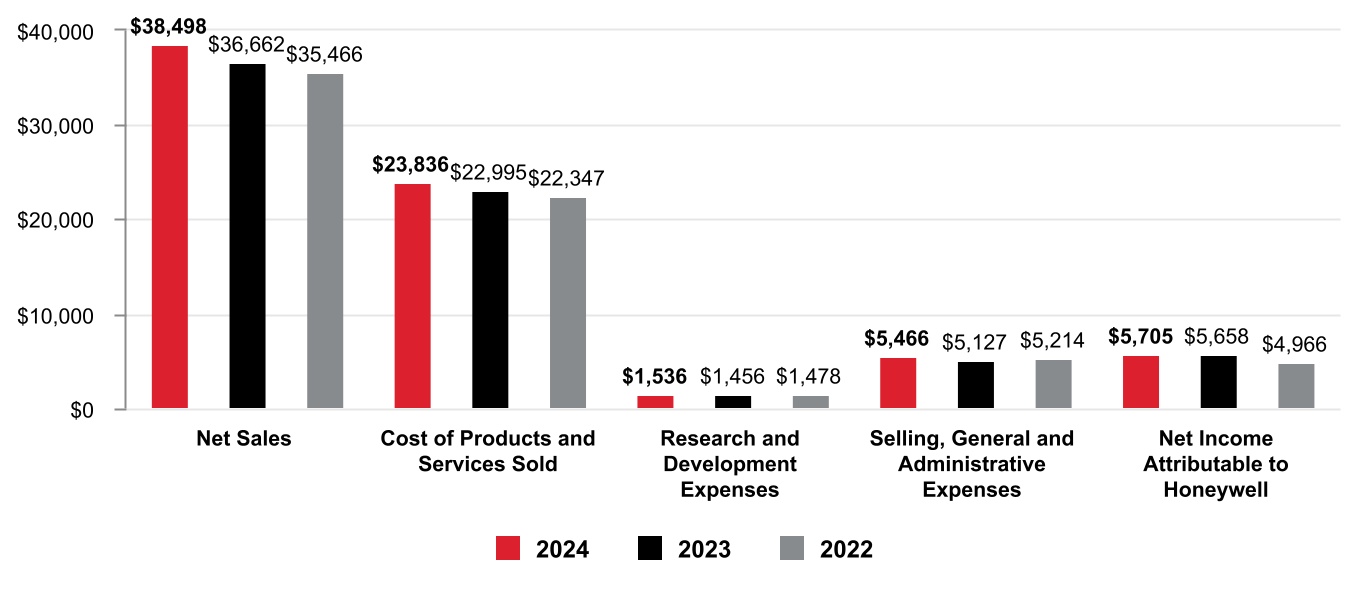 $40,000
$30,000
$20,000
$10,000
$0
$38,498 $36,662 $35,466
$23,836 $22,995 $22,347
$1,536 $1,456 $1,478
$5,466 $5,127 $5,214
$5,705 $5,658 $4,966
Net Sales
Cost of Products and
Services Sold
Research and
Development
Expenses
Selling, General and
Administrative
Expenses
Net Income
Attributable to
Honeywell
2024 2023 2022